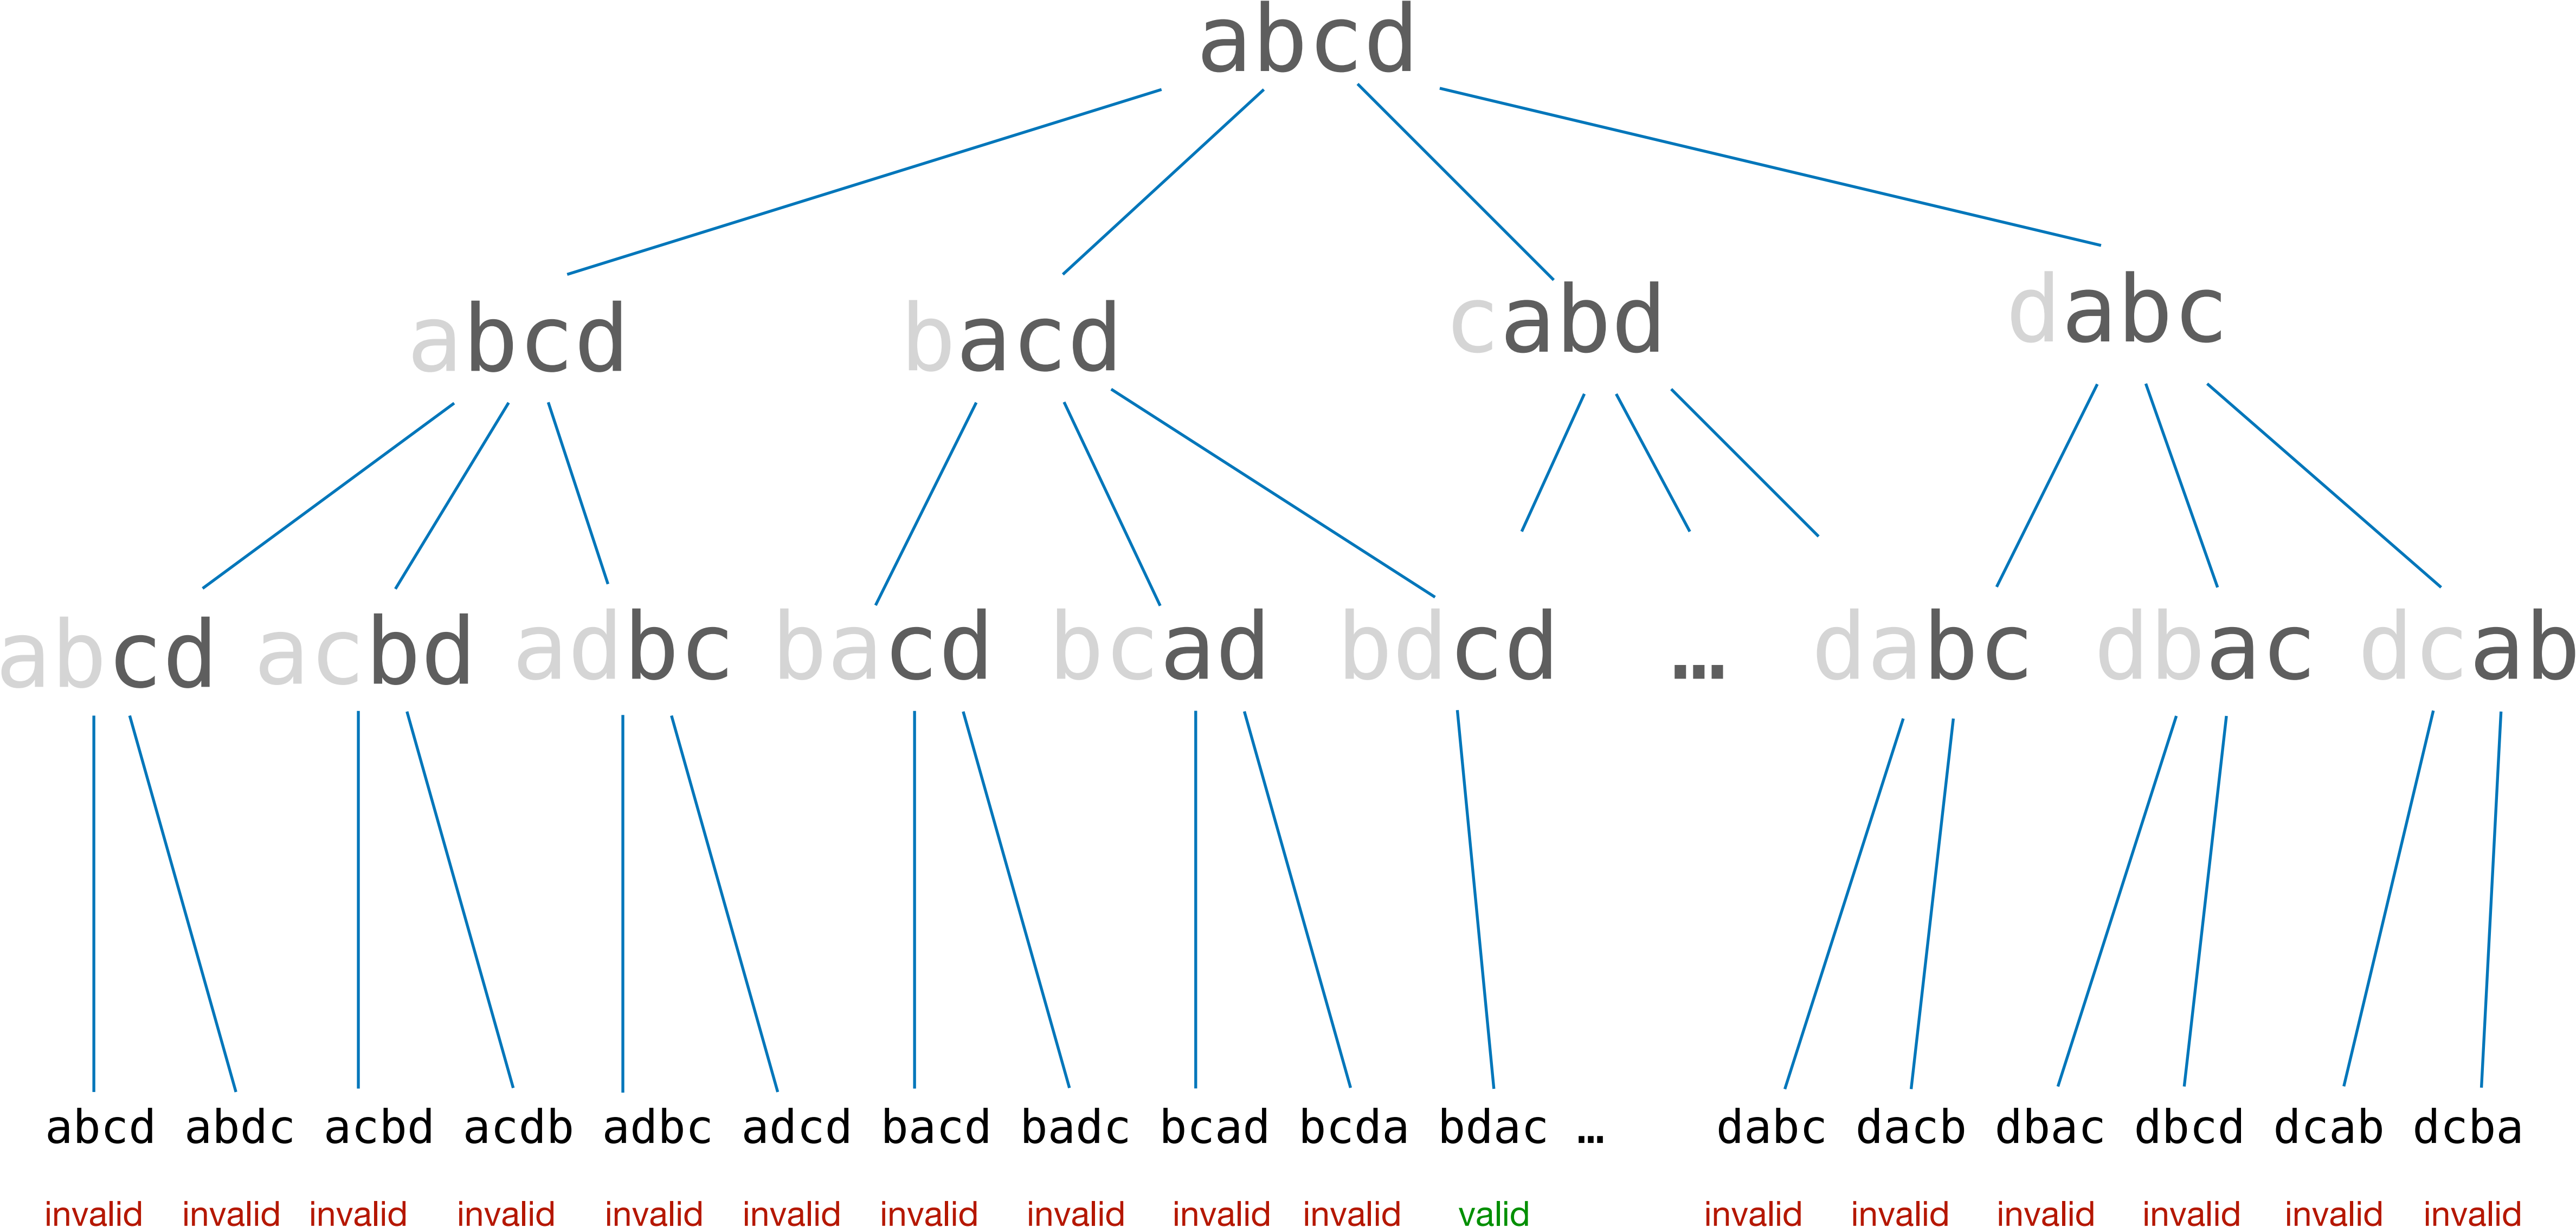 abcd
abcd bacd cabd dabc
abcd acbd adbc bacd bcad bdcd ... dabc dbac dcab
abcd abdc acbd acdb adbc adcd bacd badc bcad bcda bdac ... dabc dacb dbac dbcd dcab dcba
invalid invalid invalid invalid invalid invalid invalid invalid invalid invalid valid invalid invalid invalid invalid invalid invalid